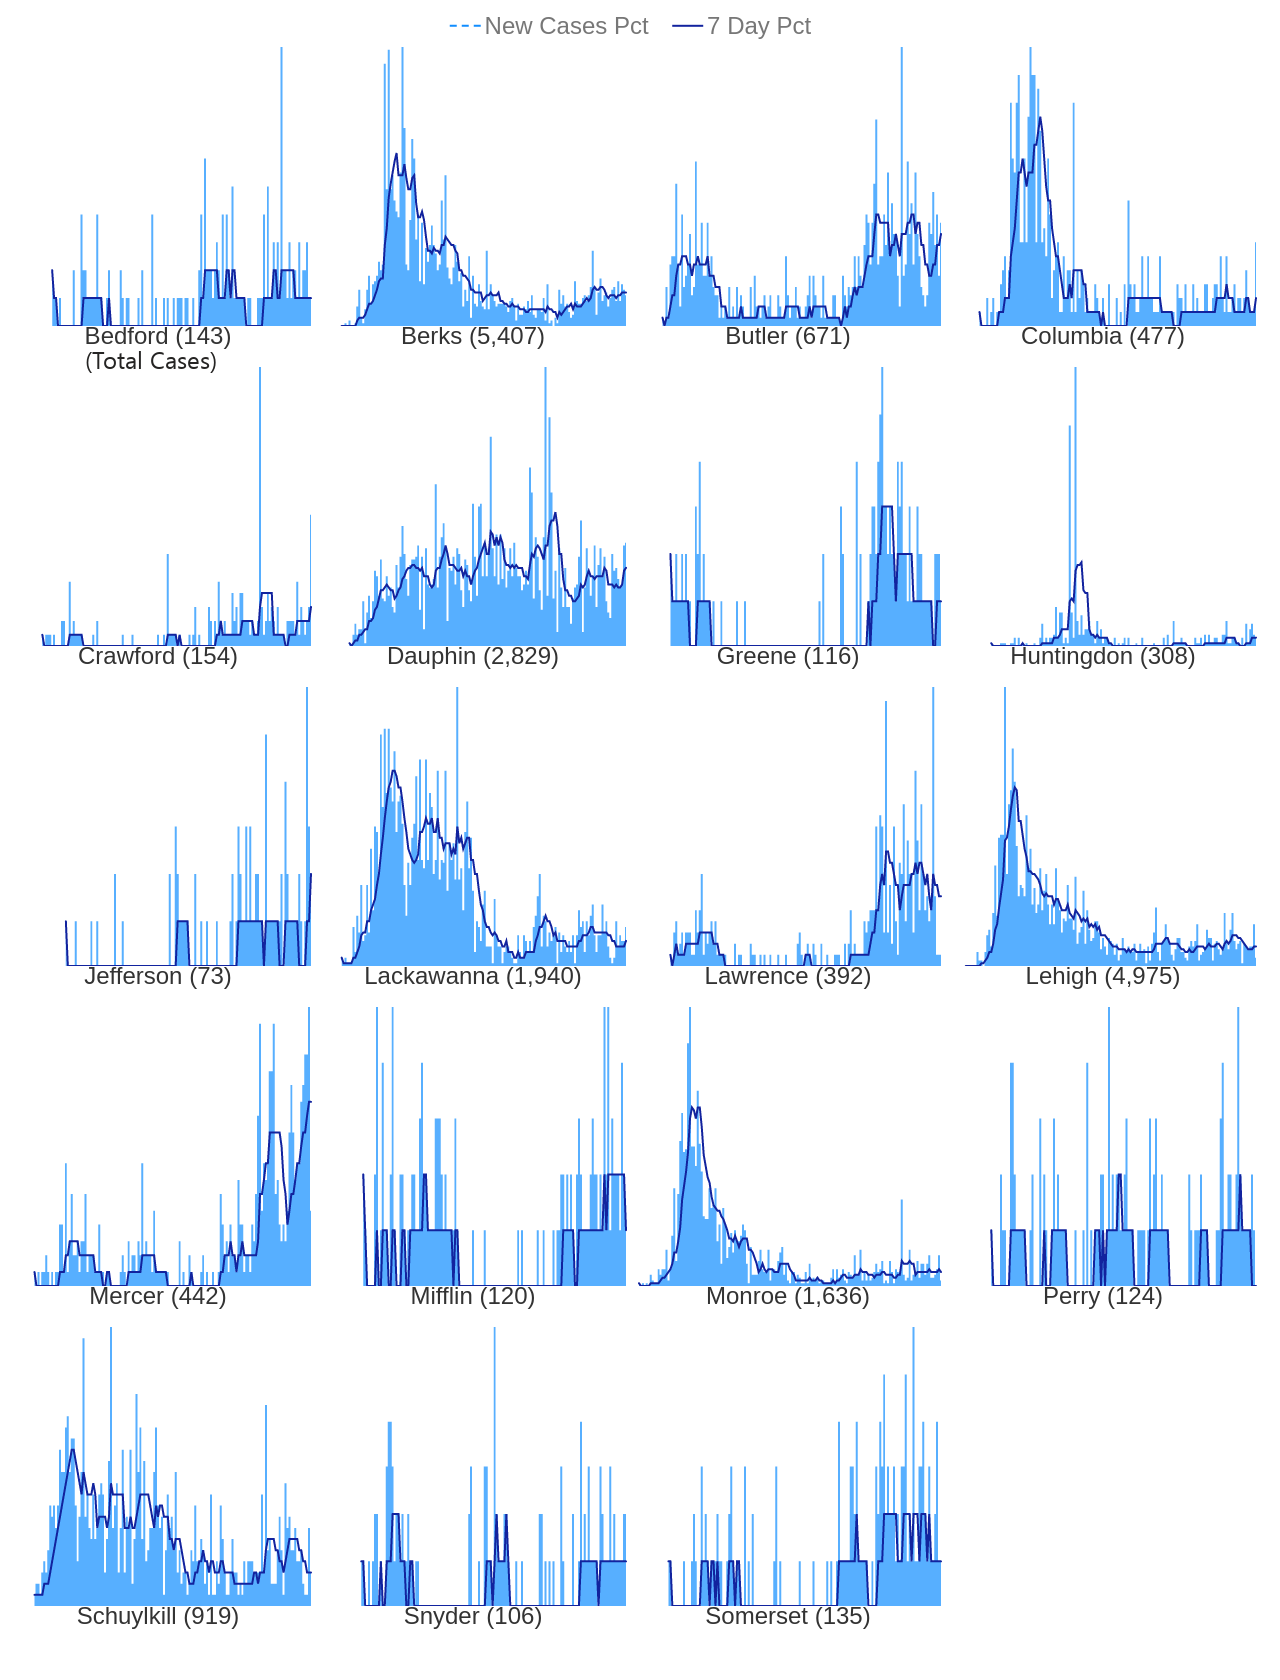 New Cases Pct 7 Day Pct
Bedford (143)
(Total Cases)
Berks (5,407)
Butler (671)
Columbia (477)
Crawford (154)
Dauphin (2,829)
Greene (116)
Huntingdon (308)
Jefferson (73)
Lackawanna (1,940)
Lawrence (392)
Lehigh (4,975)
Mercer (442)
Mifflin (120)
Monroe (1,636)
Perry (124)
Schuylkill (919)
Snyder (106)
Somerset (135)